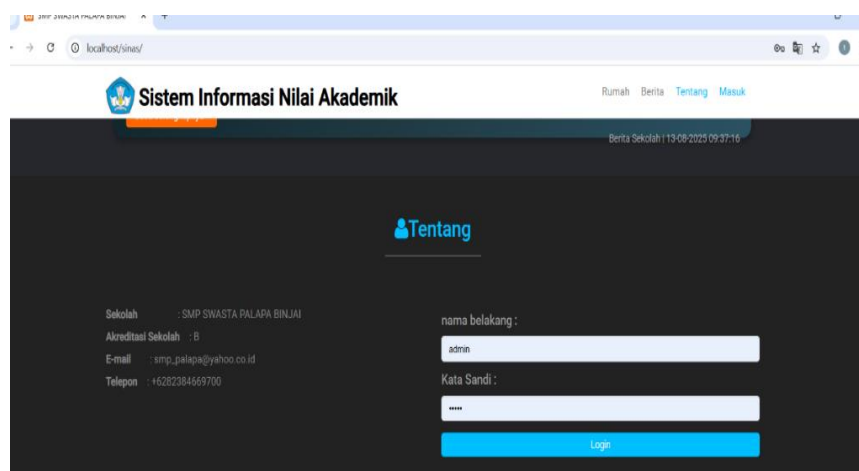 SMP SWASTA PALAPA BINJAI
localhost/sinas/
Sistem Informasi Nilai Akademik
Rumah Berita Tentang Masuk
Berita Sekolah | 13-08-2025 09:37:16
Tentang
Sekolah : SMP SWASTA PALAPA BINJAI
Akreditasi Sekolah : B
E-mail : smp_palapa@yahoo.co.id
Telepon : +6282384669700
nama belakang :
admin
Kata Sandi :
•••••
Login